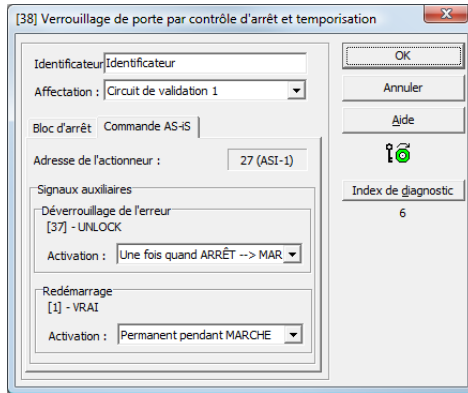 [38] Verrouillage de porte par contrôle d'arrêt et temporisation
Identificateur Identificateur
Affectation : Circuit de validation 1
Bloc d'arrêt Commande AS-iS
Adresse de l'actionneur : 27 (ASI-1)
Signaux auxiliaires
Déverrouillage de l'erreur
[37] - UNLOCK
Activation : Une fois quand ARRÊT --> MAR
Redémarrage
[1] - VRAI
Activation : Permanent pendant MARCHE
OK
Annuler
Aide
Index de diagnostic
6